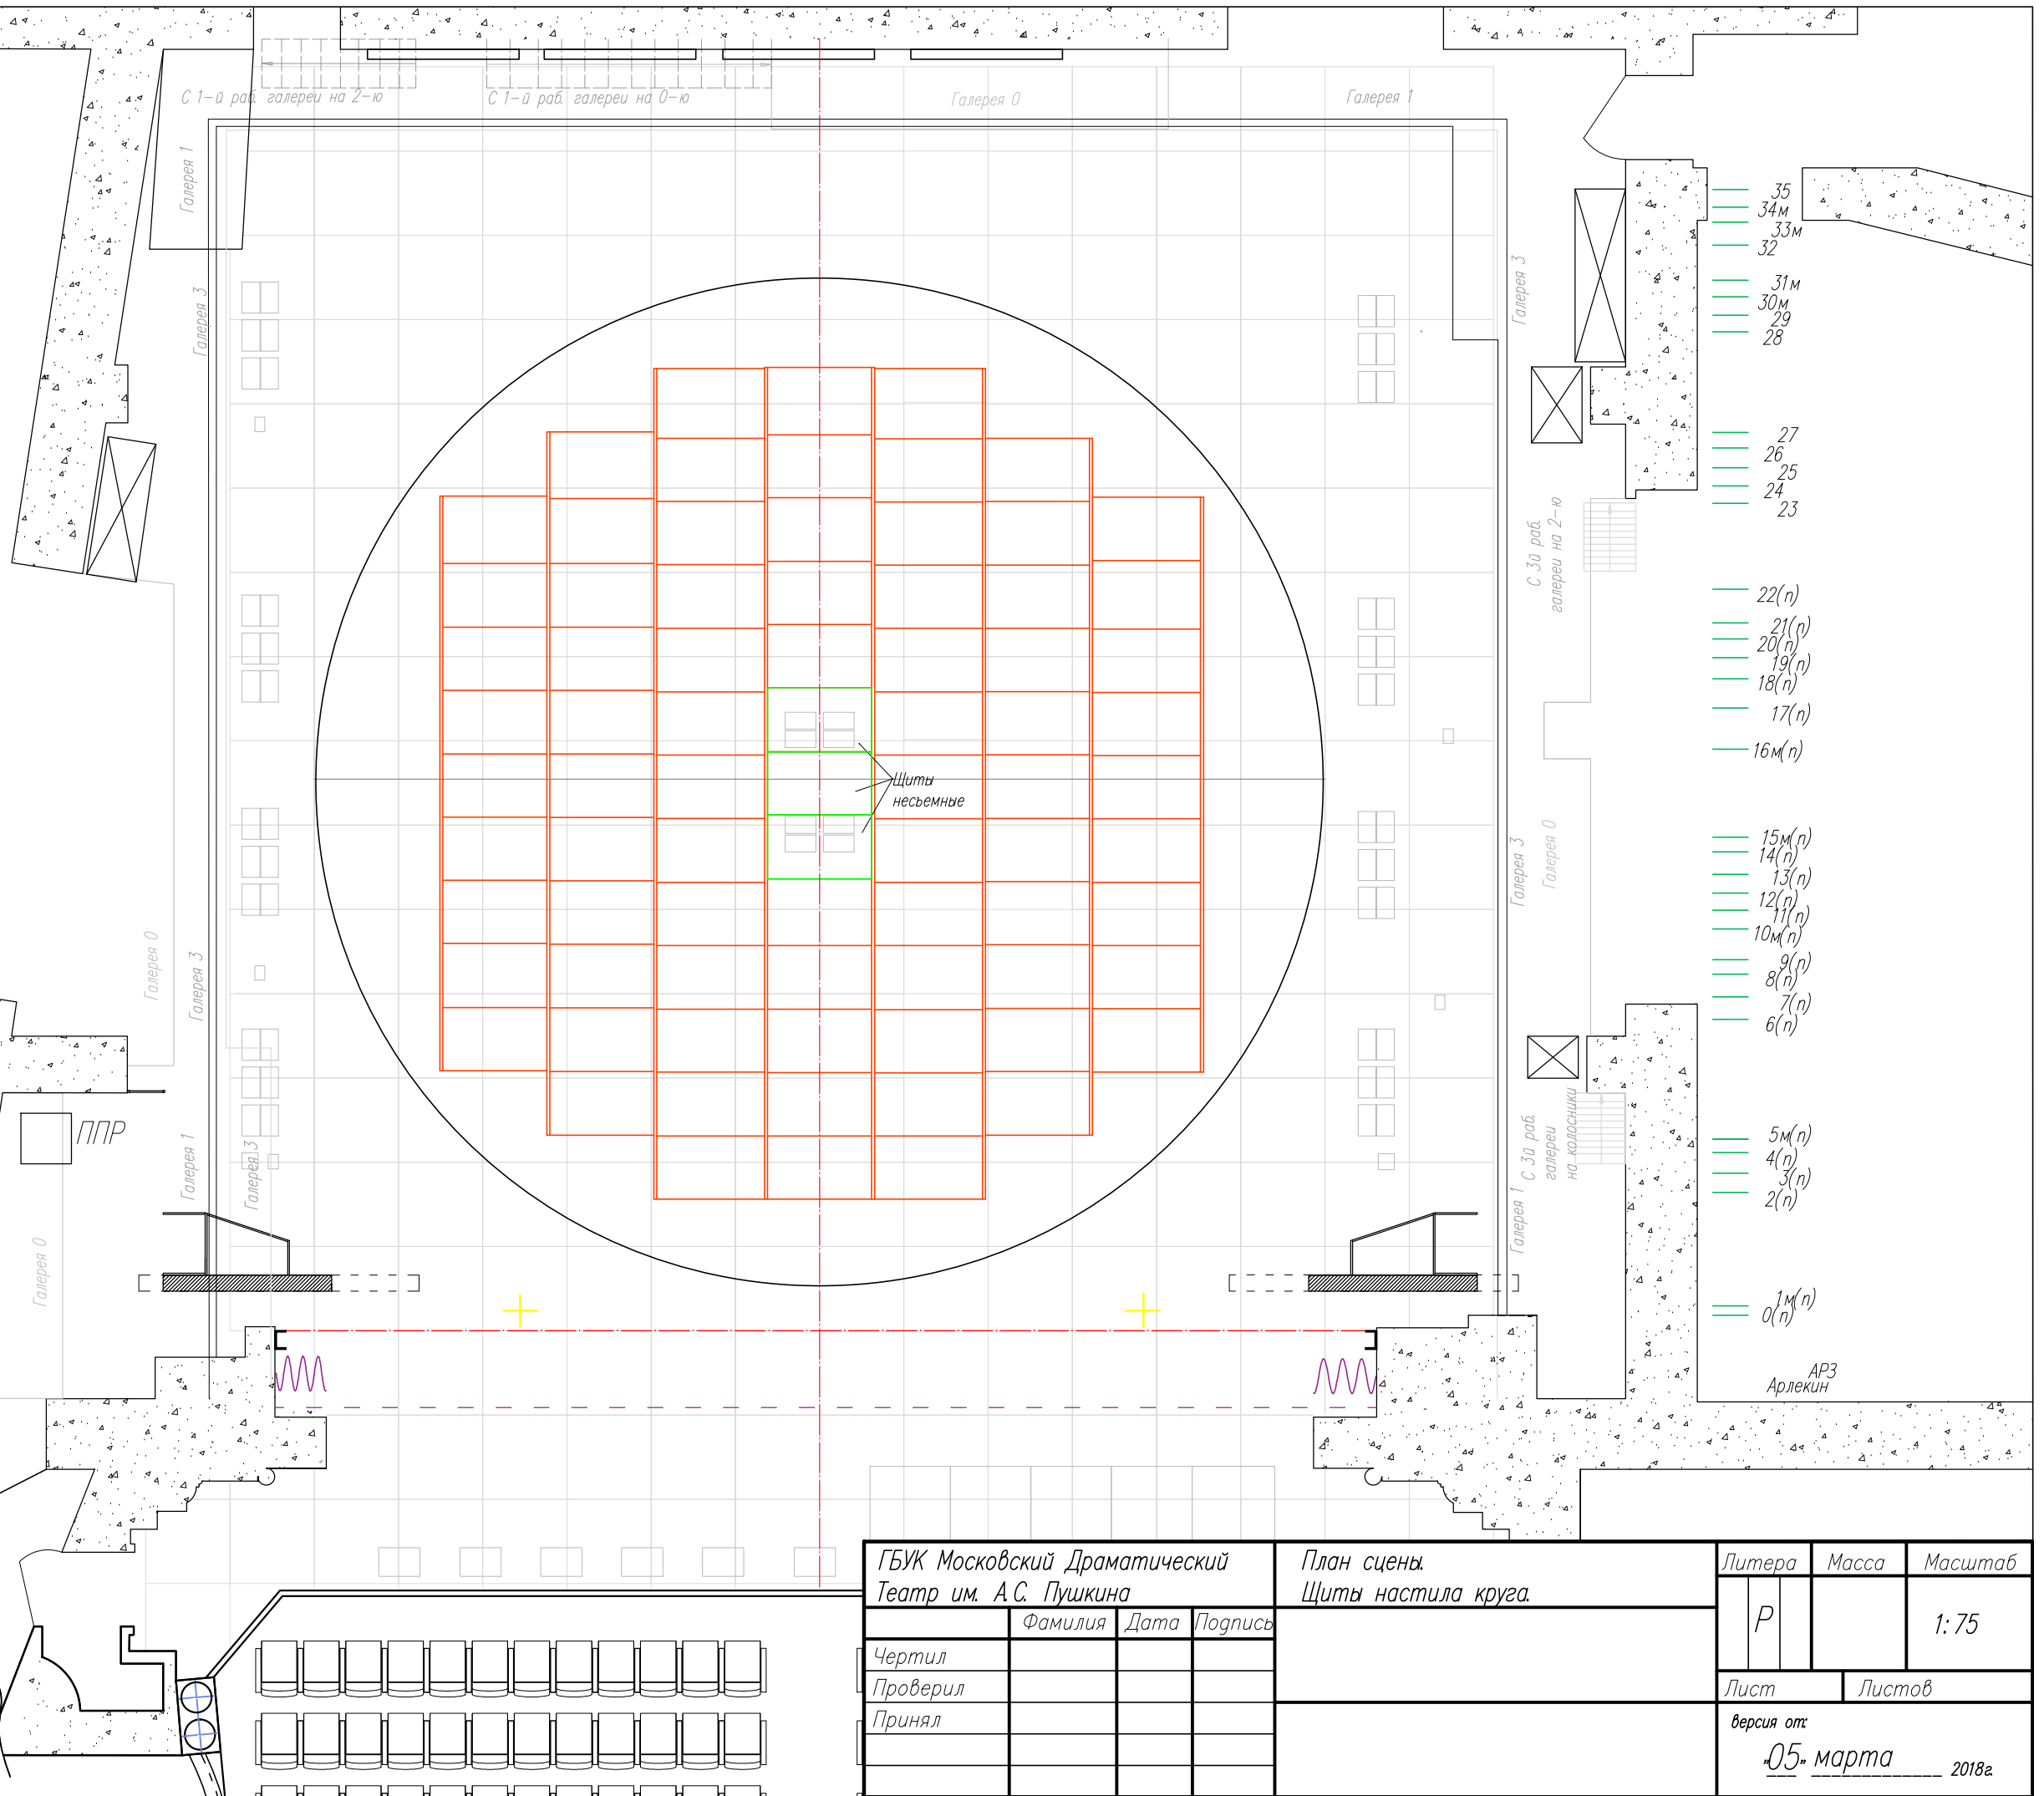 С 1-й раб. галереи на 2-ю
С 1-й раб. галереи на 0-ю
Галерея 0
Галерея 1
Галерея 1
Галерея 3
Галерея 3
35
34м
33м
32
31м
30м
29
28
27
26
25
24
23
С 3й раб.
галереи на 2-ю
22(п)
21(п)
20(п)
19(п)
18(п)
17(п)
16м(п)
Щиты
несъемные
Галерея 3
Галерея 0
15м(п)
14(п)
13(п)
12(п)
11(п)
10м(п)
9(п)
8(п)
7(п)
6(п)
Галерея 0
Галерея 3
ППР
Галерея 1
Галерея 3
Галерея 0
С 3й раб.
галереи
на колосники
Галерея 1
5м(п)
4(п)
3(п)
2(п)
1м(п)
0(п)
АРЗ
Арлекин
ГБУК Московский Драматический
Театр им. А.С. Пушкина
План сцены.
Щиты настила круга.
Литера Масса Масштаб
Р 1:75
Фамилия Дата Подпись
Чертил
Проверил
Принял
Лист Листов
версия от:
"05" марта 2018г.